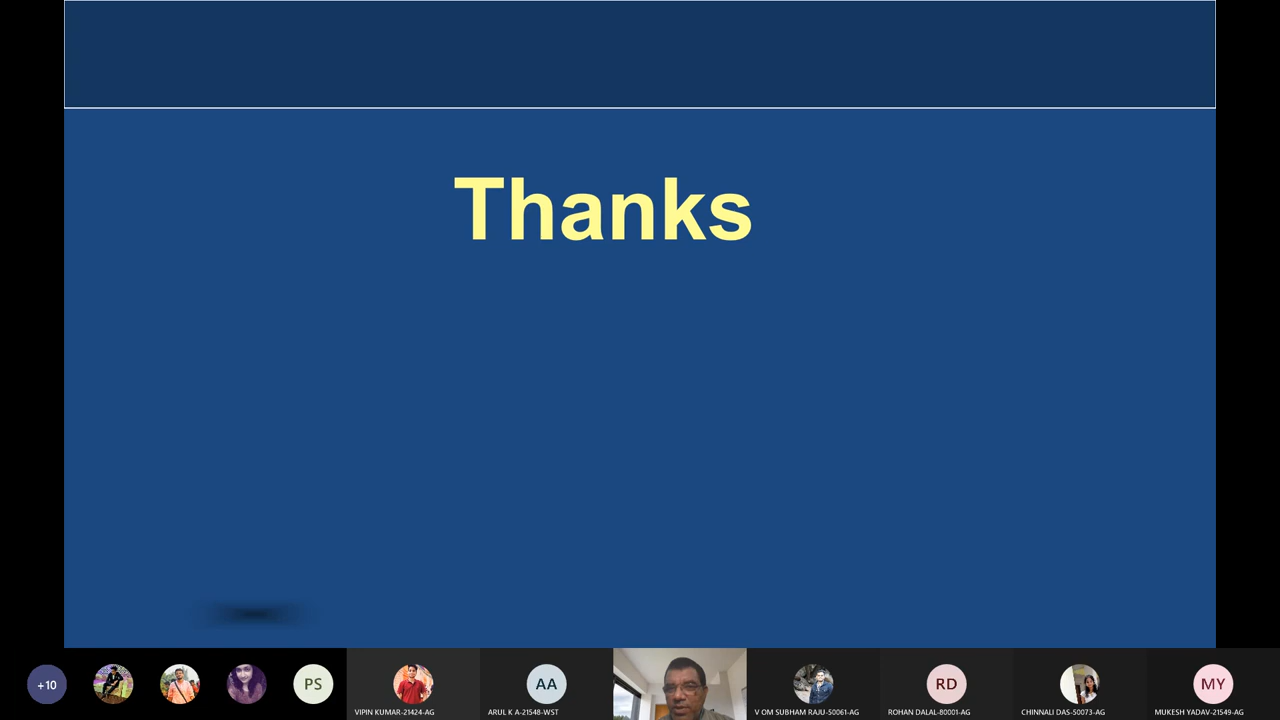 Thanks
+10
PS
AA
RD
MY
VIPIN KUMAR-21424-AG
ARUL K A-21548-WST
V OM SUBHAM RAJU-50061-AG
ROHAN DALAL-80001-AG
CHINNALI DAS-50073-AG
MUKESH YADAV-21549-AG